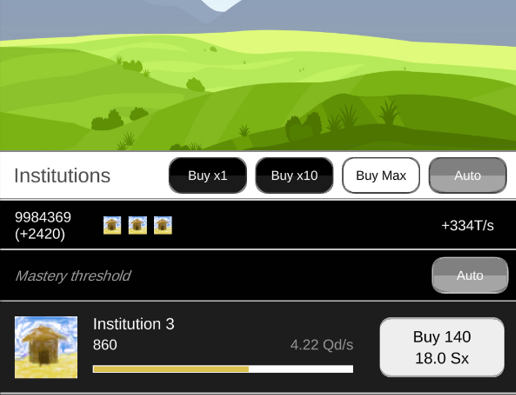 Institutions
Buy x1
Buy x10
Buy Max
Auto
9984369
(+2420)
+334T/s
Mastery threshold
Auto
Institution 3
860
4.22 Qd/s
Buy 140
18.0 Sx